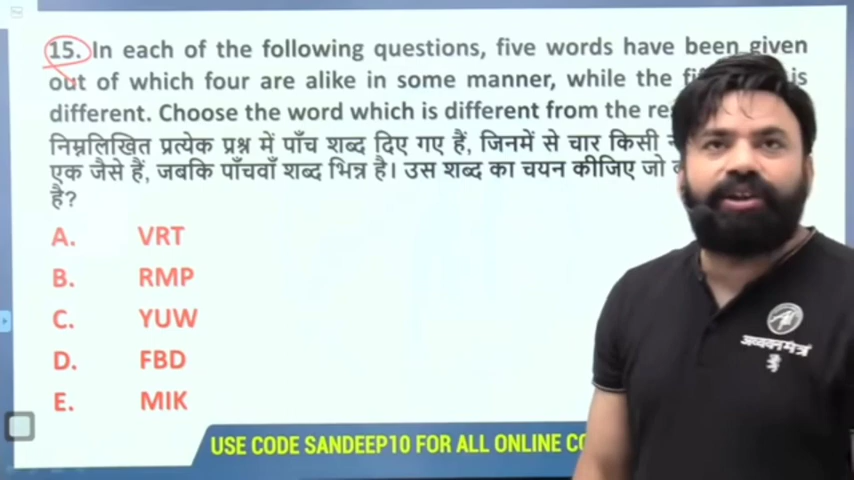 15. In each of the following questions, five words have been given
out of which four are alike in some manner, while the is
different. Choose the word which is different from the
निम्नलिखित प्रत्येक प्रश्न में पाँच शब्द दिए गए हैं, जिनमें से चार किसी
एक जैसे हैं, जबकि पाँचवाँ शब्द भिन्न है। उस शब्द का चयन कीजिए जो
है?
A. VRT
B. RMP
C. YUW
D. FBD
E. MIK
USE CODE SANDEEP10 FOR ALL ONLINE